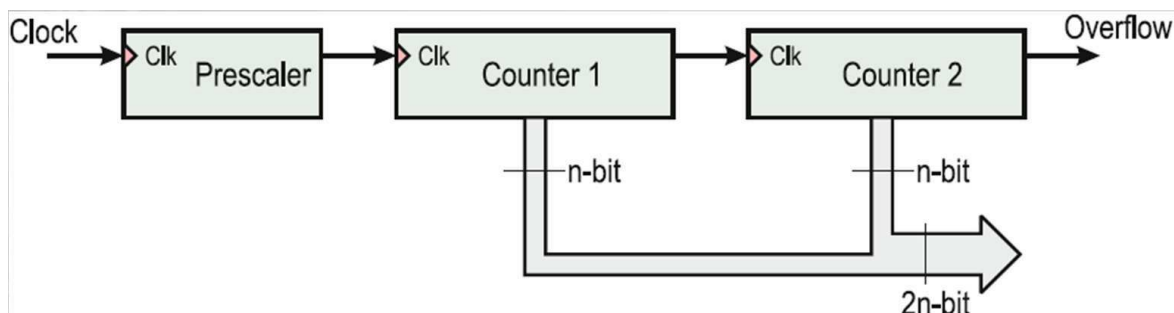 Clock
Clk
Prescaler
Clk
Counter 1
Clk
Counter 2
Overflow
n-bit
n-bit
2n-bit